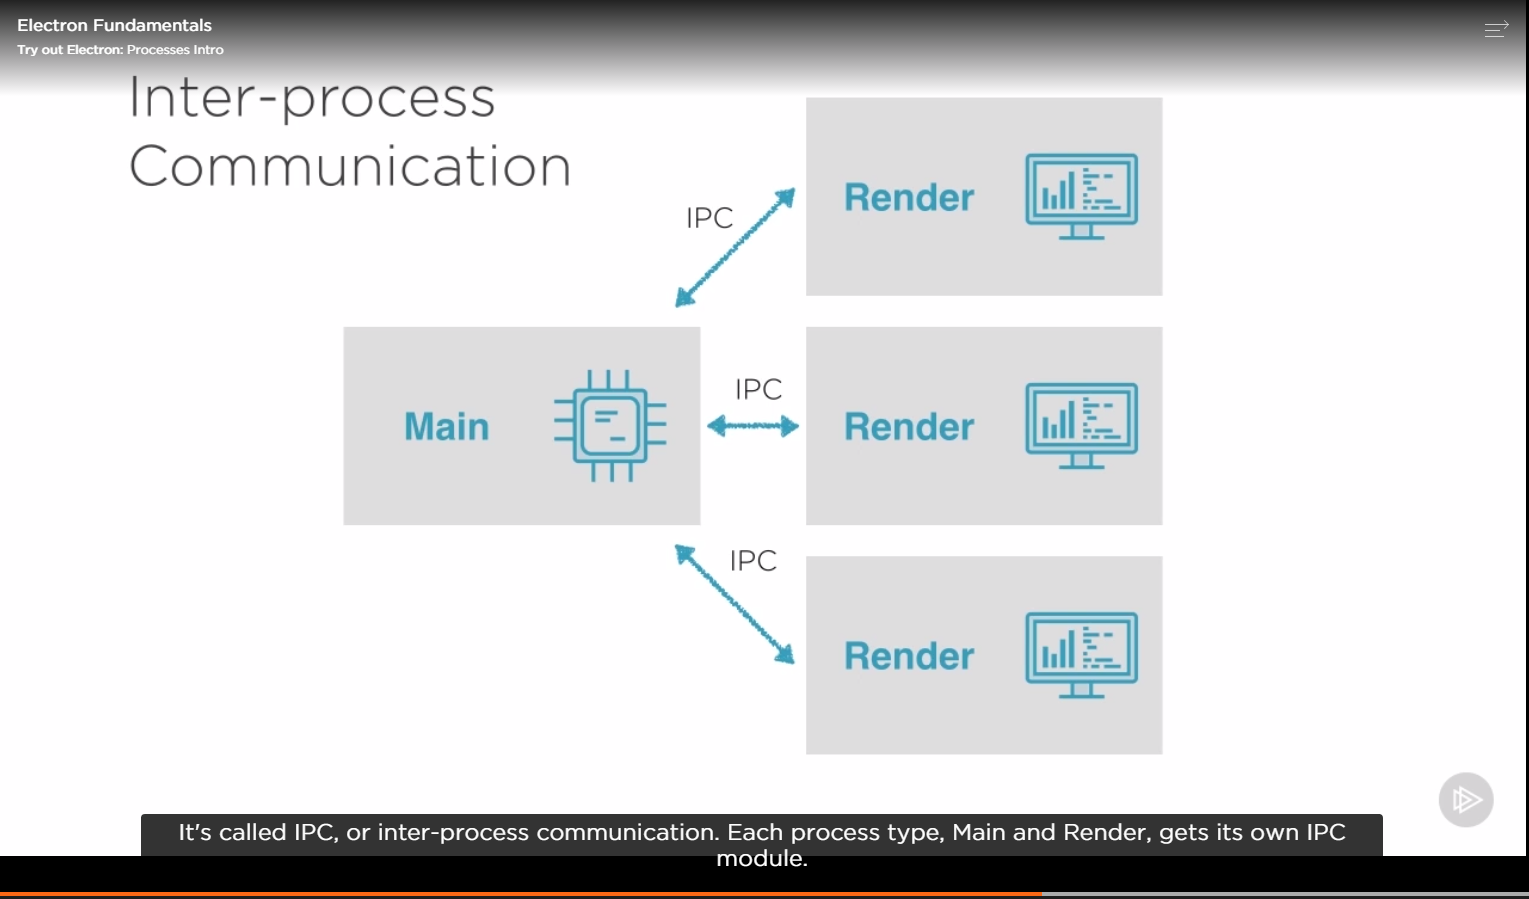 Electron Fundamentals
Try out Electron: Processes Intro
Inter-process
Communication
IPC
Render
Main
IPC
Render
IPC
Render
It's called IPC, or inter-process communication. Each process type, Main and Render, gets its own IPC
module.